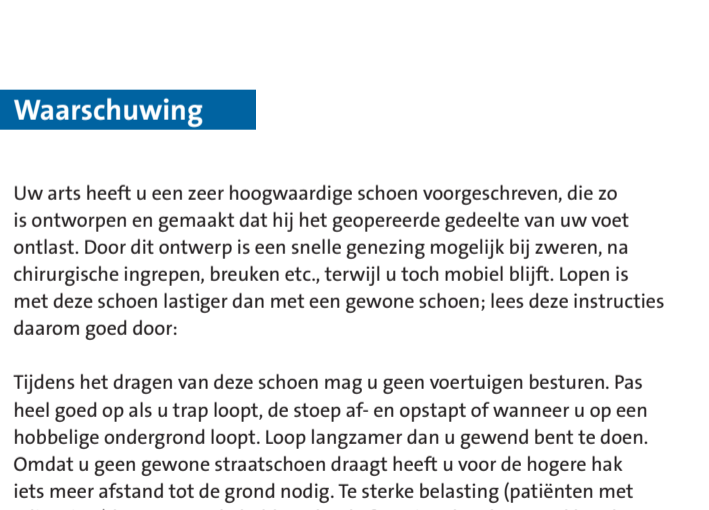 Waarschuwing
Uw arts heeft u een zeer hoogwaardige schoen voorgeschreven, die zo
is ontworpen en gemaakt dat hij het geopereerde gedeelte van uw voet
ontlast. Door dit ontwerp is een snelle genezing mogelijk bij zweren, na
chirurgische ingrepen, breuken etc., terwijl u toch mobiel blijft. Lopen is
met deze schoen lastiger dan met een gewone schoen; lees deze instructies
daarom goed door:
Tijdens het dragen van deze schoen mag u geen voertuigen besturen. Pas
heel goed op als u trap loopt, de stoep af- en opstapt of wanneer u op een
hobbelige ondergrond loopt. Loop langzamer dan u gewend bent te doen.
Omdat u geen gewone straatschoen draagt heeft u voor de hogere hak
iets meer afstand tot de grond nodig. Te sterke belasting (patiënten met